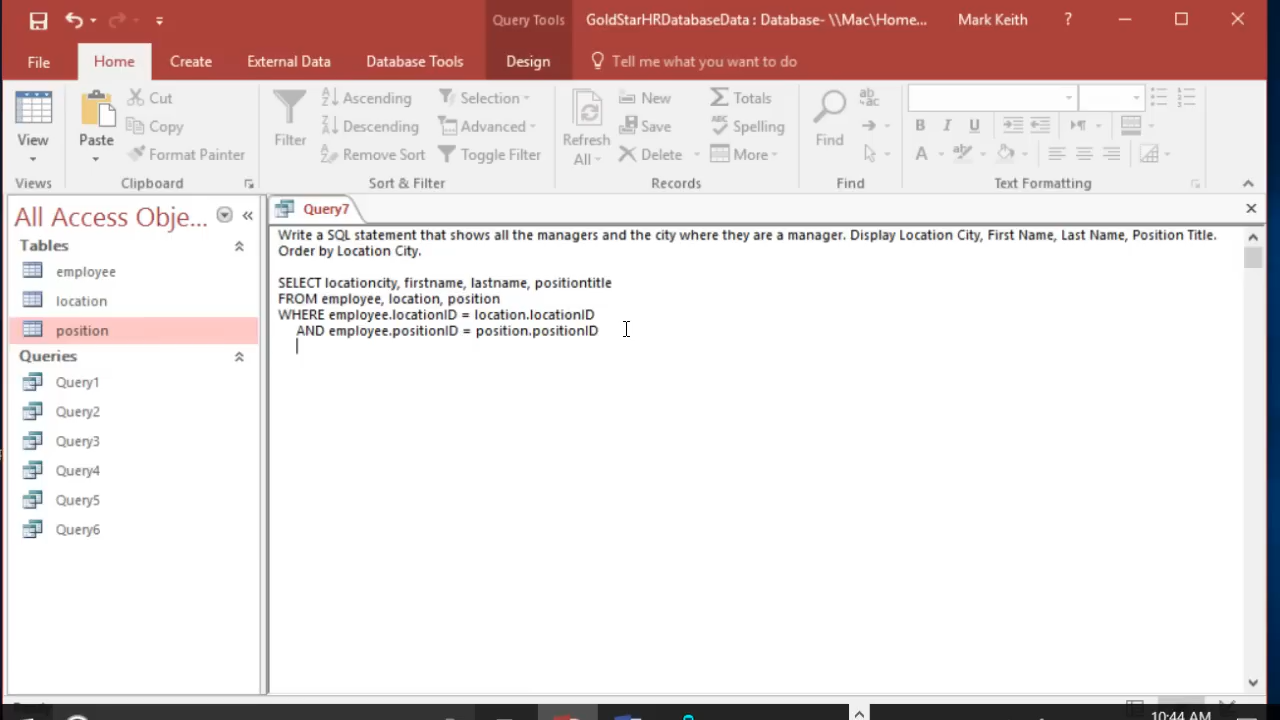 Query Tools
GoldStarHRDatabaseData : Database- \\Mac\Home...
Mark Keith
?
File
Home
Create
External Data
Database Tools
Design
Tell me what you want to do
View
Paste
Cut
Copy
Format Painter
Filter
Ascending
Descending
Remove Sort
Selection
Advanced
Toggle Filter
Refresh
All
New
Save
Delete
Totals
Spelling
More
Find
B I U
A
Views
Clipboard
Sort & Filter
Records
Find
Text Formatting
All Access Obje...
Tables
employee
location
position
Queries
Query1
Query2
Query3
Query4
Query5
Query6
Query7
Write a SQL statement that shows all the managers and the city where they are a manager. Display Location City, First Name, Last Name, Position Title.
Order by Location City.
SELECT locationcity, firstname, lastname, positiontitle
FROM employee, location, position
WHERE employee.locationID = location.locationID
AND employee.positionID = position.positionID
10:44 AM